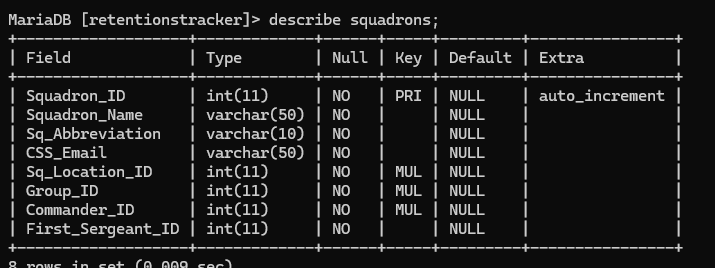 MariaDB [retentionstracker]> describe squadrons;
+-------------------+-------------+------+-----+---------+----------------+
| Field             | Type        | Null | Key | Default | Extra          |
+-------------------+-------------+------+-----+---------+----------------+
| Squadron_ID       | int(11)     | NO   | PRI | NULL    | auto_increment |
| Squadron_Name     | varchar(50) | NO   |     | NULL    |                |
| Sq_Abbreviation   | varchar(10) | NO   |     | NULL    |                |
| CSS_Email         | varchar(50) | NO   |     | NULL    |                |
| Sq_Location_ID    | int(11)     | NO   | MUL | NULL    |                |
| Group_ID          | int(11)     | NO   | MUL | NULL    |                |
| Commander_ID      | int(11)     | NO   | MUL | NULL    |                |
| First_Sergeant_ID | int(11)     | NO   |     | NULL    |                |
+-------------------+-------------+------+-----+---------+----------------+
8 rows in set (0.009 sec)